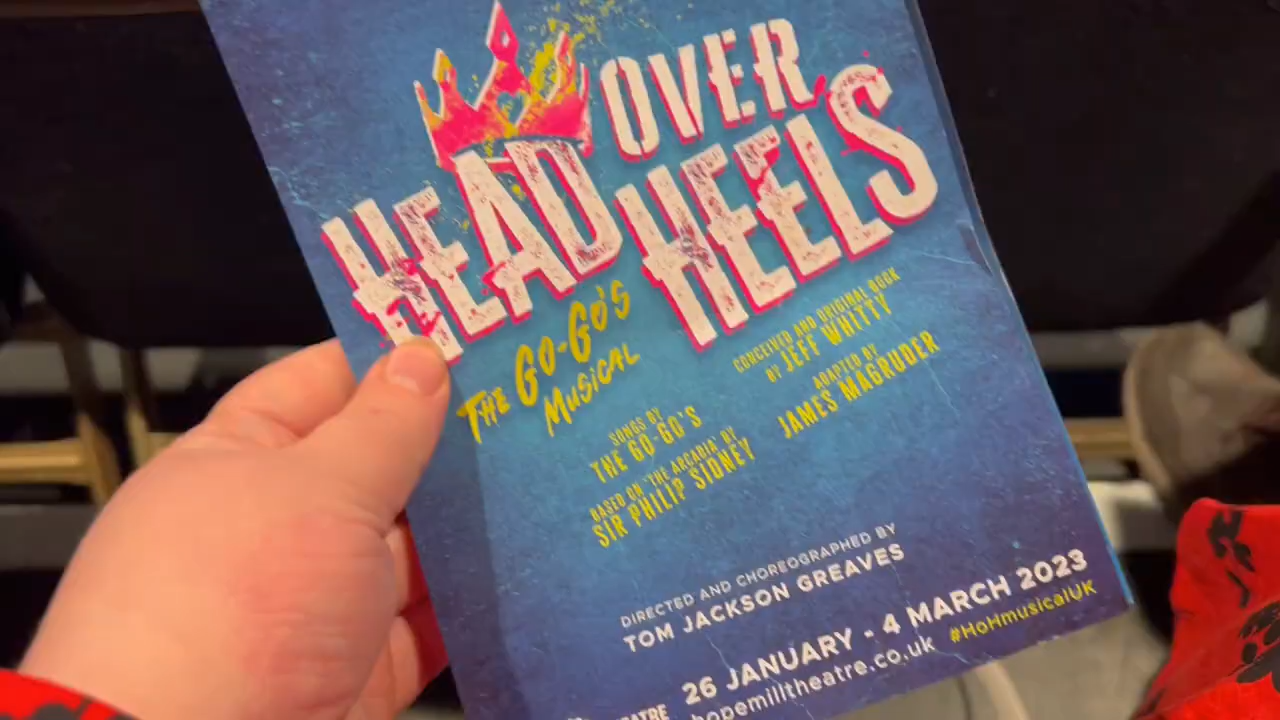 HEAD OVER
HEELS
THE GO-GO'S
MUSICAL
CONCEIVED AND ORIGINAL BOOK
BY JEFF WHITTY
ADAPTED BY
JAMES MAGRUDER
SONGS BY
THE GO-GO'S
BASED ON 'THE ARCADIA' BY
SIR PHILIP SIDNEY
DIRECTED AND CHOREOGRAPHED BY
TOM JACKSON GREAVES
26 JANUARY - 4 MARCH 2023
hopemilltheatre.co.uk #HoHmusicalUK